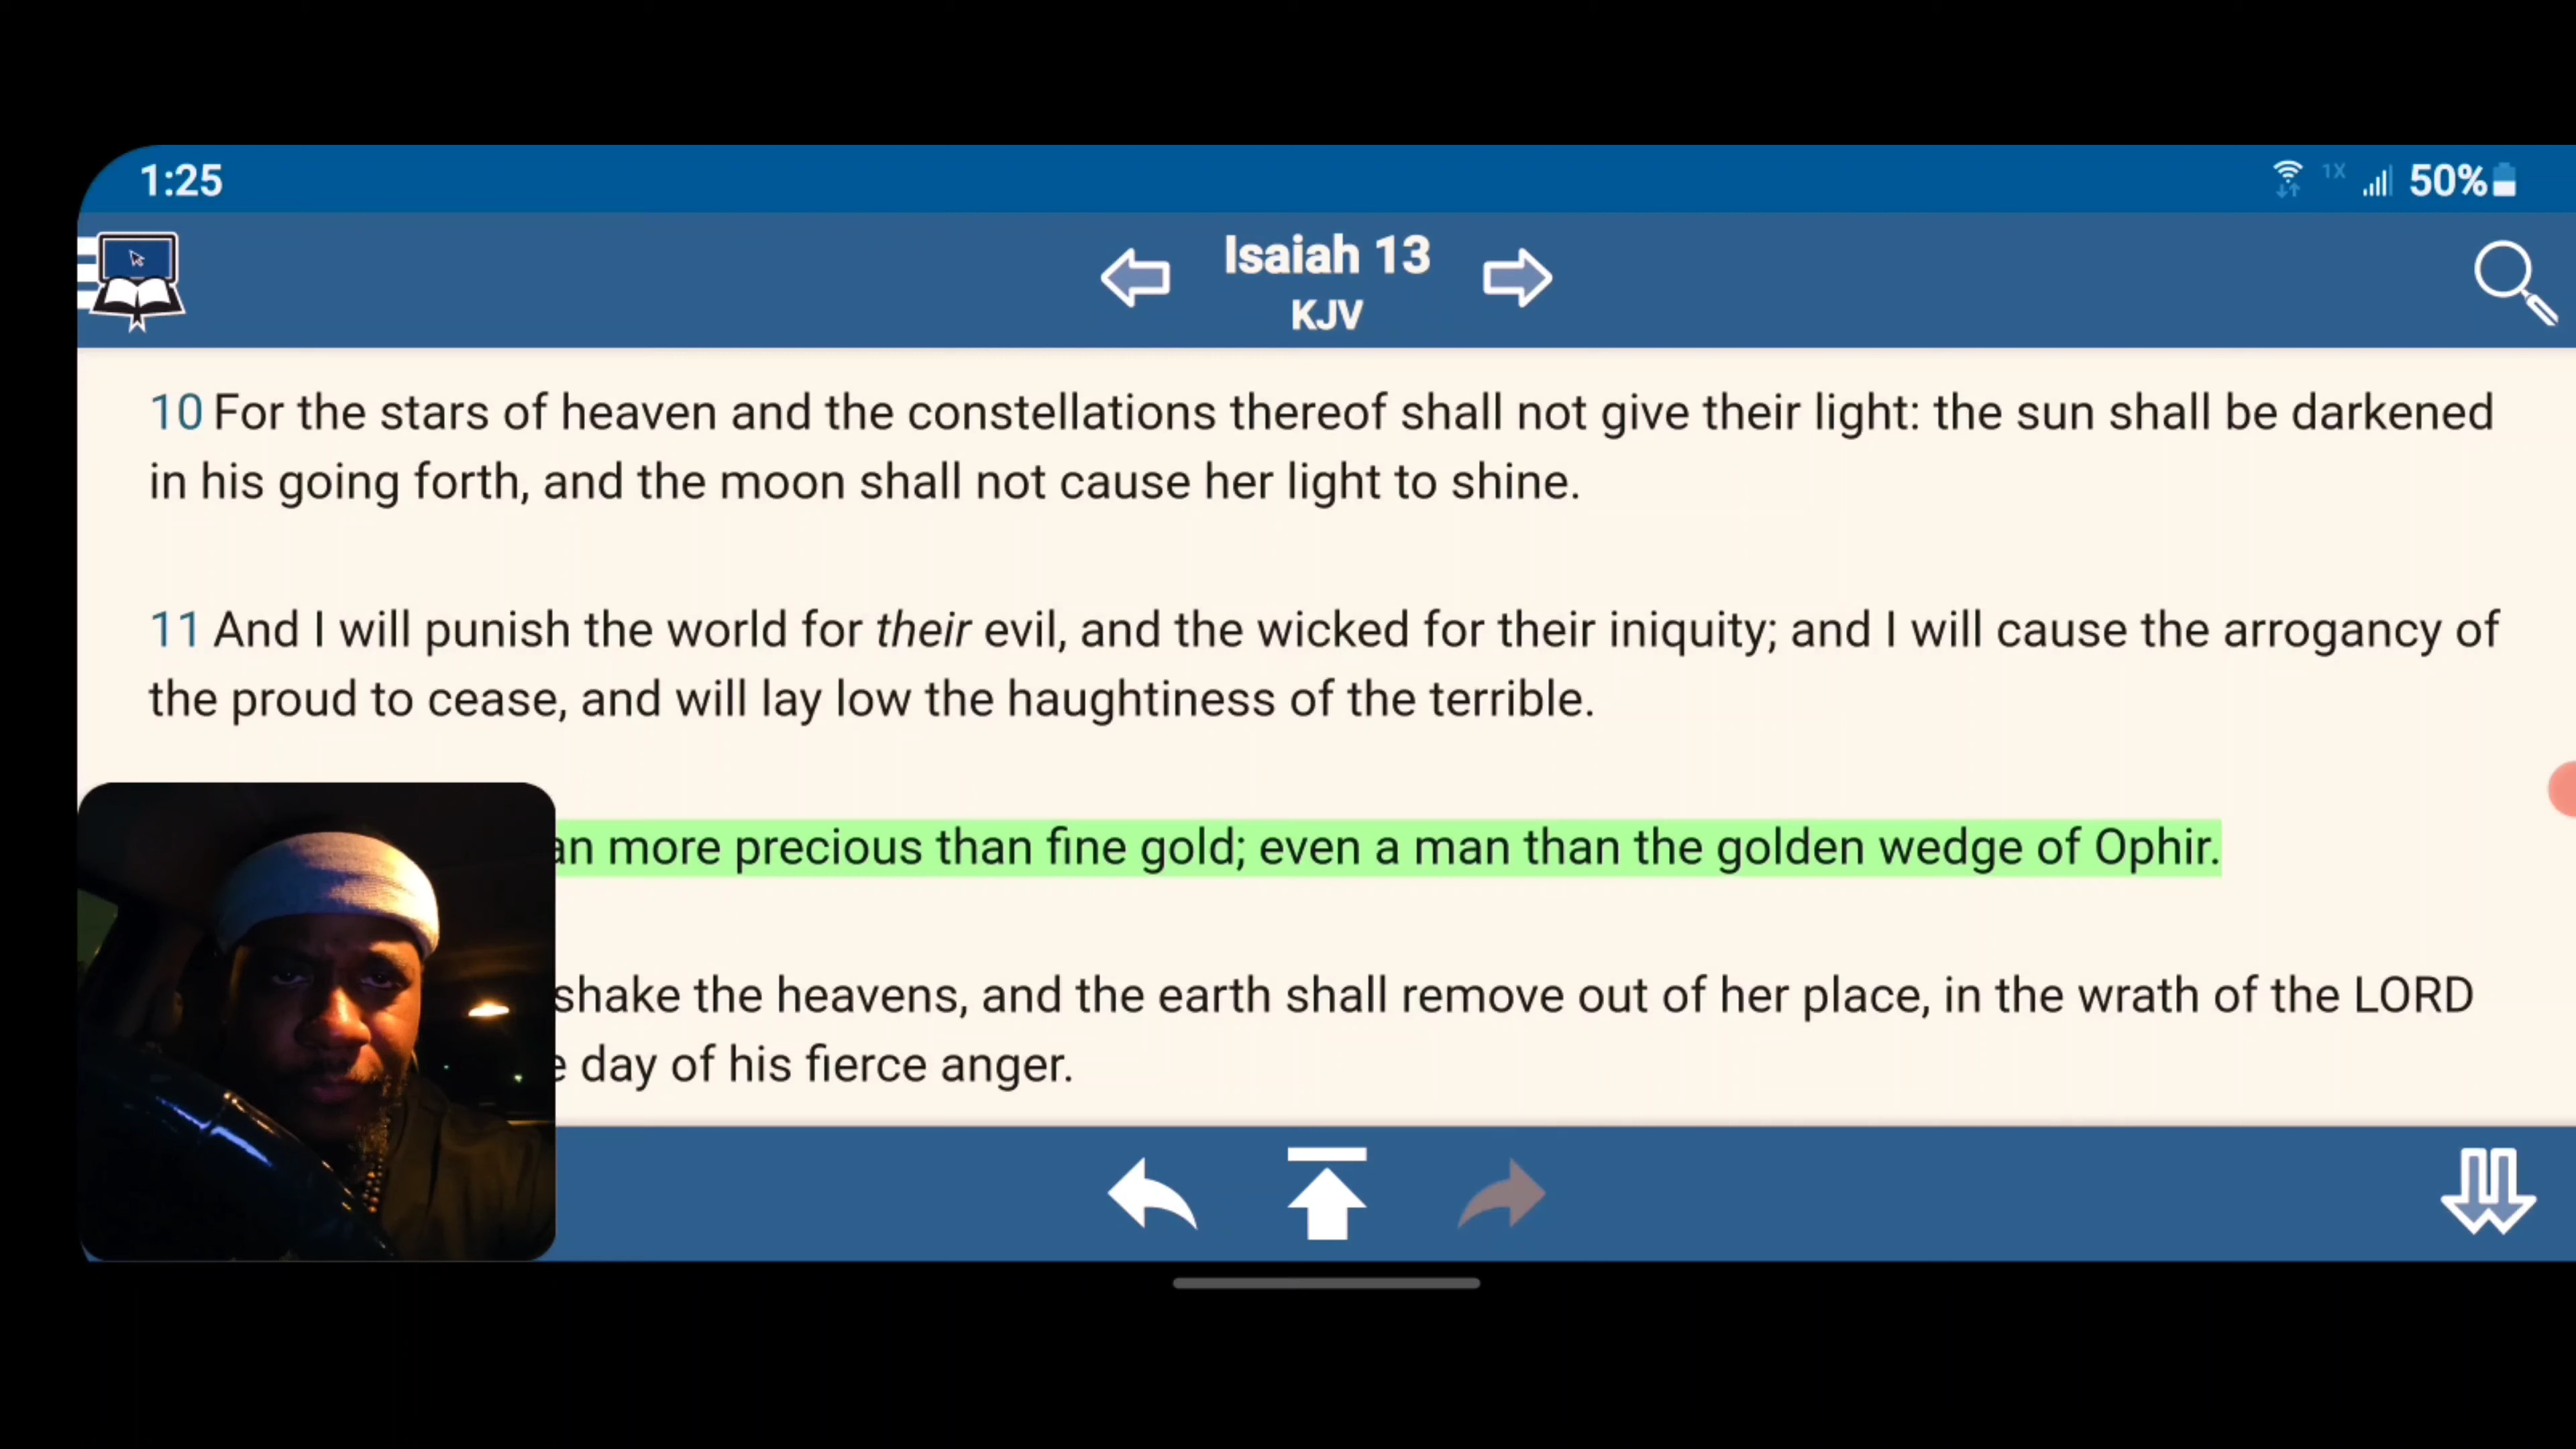 1:25
1X
50%
Isaiah 13
KJV
10 For the stars of heaven and the constellations thereof shall not give their light: the sun shall be darkened
in his going forth, and the moon shall not cause her light to shine.
11 And I will punish the world for their evil, and the wicked for their iniquity; and I will cause the arrogancy of
the proud to cease, and will lay low the haughtiness of the terrible.
an more precious than fine gold; even a man than the golden wedge of Ophir.
shake the heavens, and the earth shall remove out of her place, in the wrath of the LORD
e day of his fierce anger.